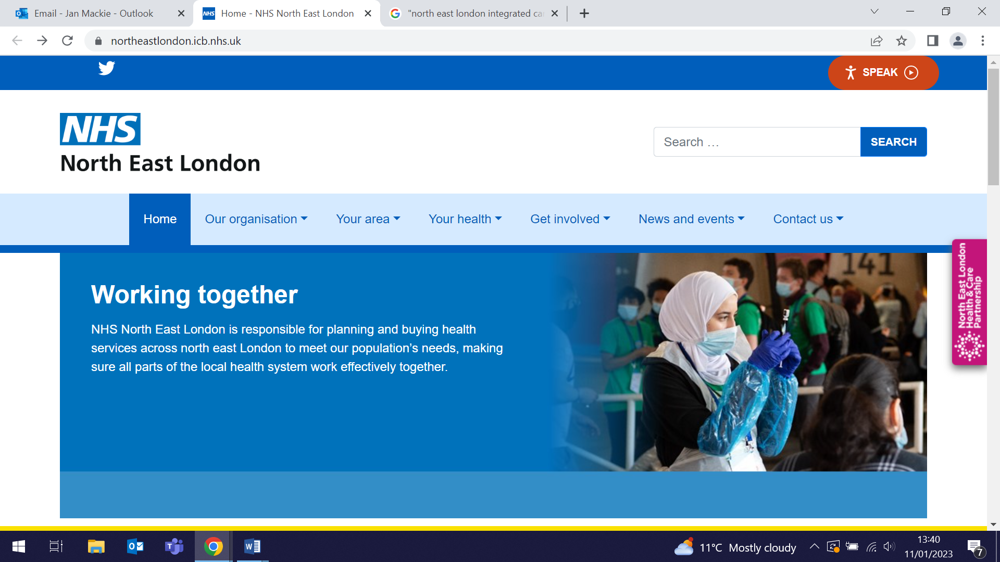 Email - Jan Mackie - Outlook
Home - NHS North East London
"north east london integrated ca
northeastlondon.icb.nhs.uk
SPEAK
NHS
North East London
Search …
SEARCH
Home
Our organisation
Your area
Your health
Get involved
News and events
Contact us
Working together
NHS North East London is responsible for planning and buying health
services across north east London to meet our population’s needs, making
sure all parts of the local health system work effectively together.
141
North East London
Health & Care
Partnership
11°C Mostly cloudy
13:40
11/01/2023
7